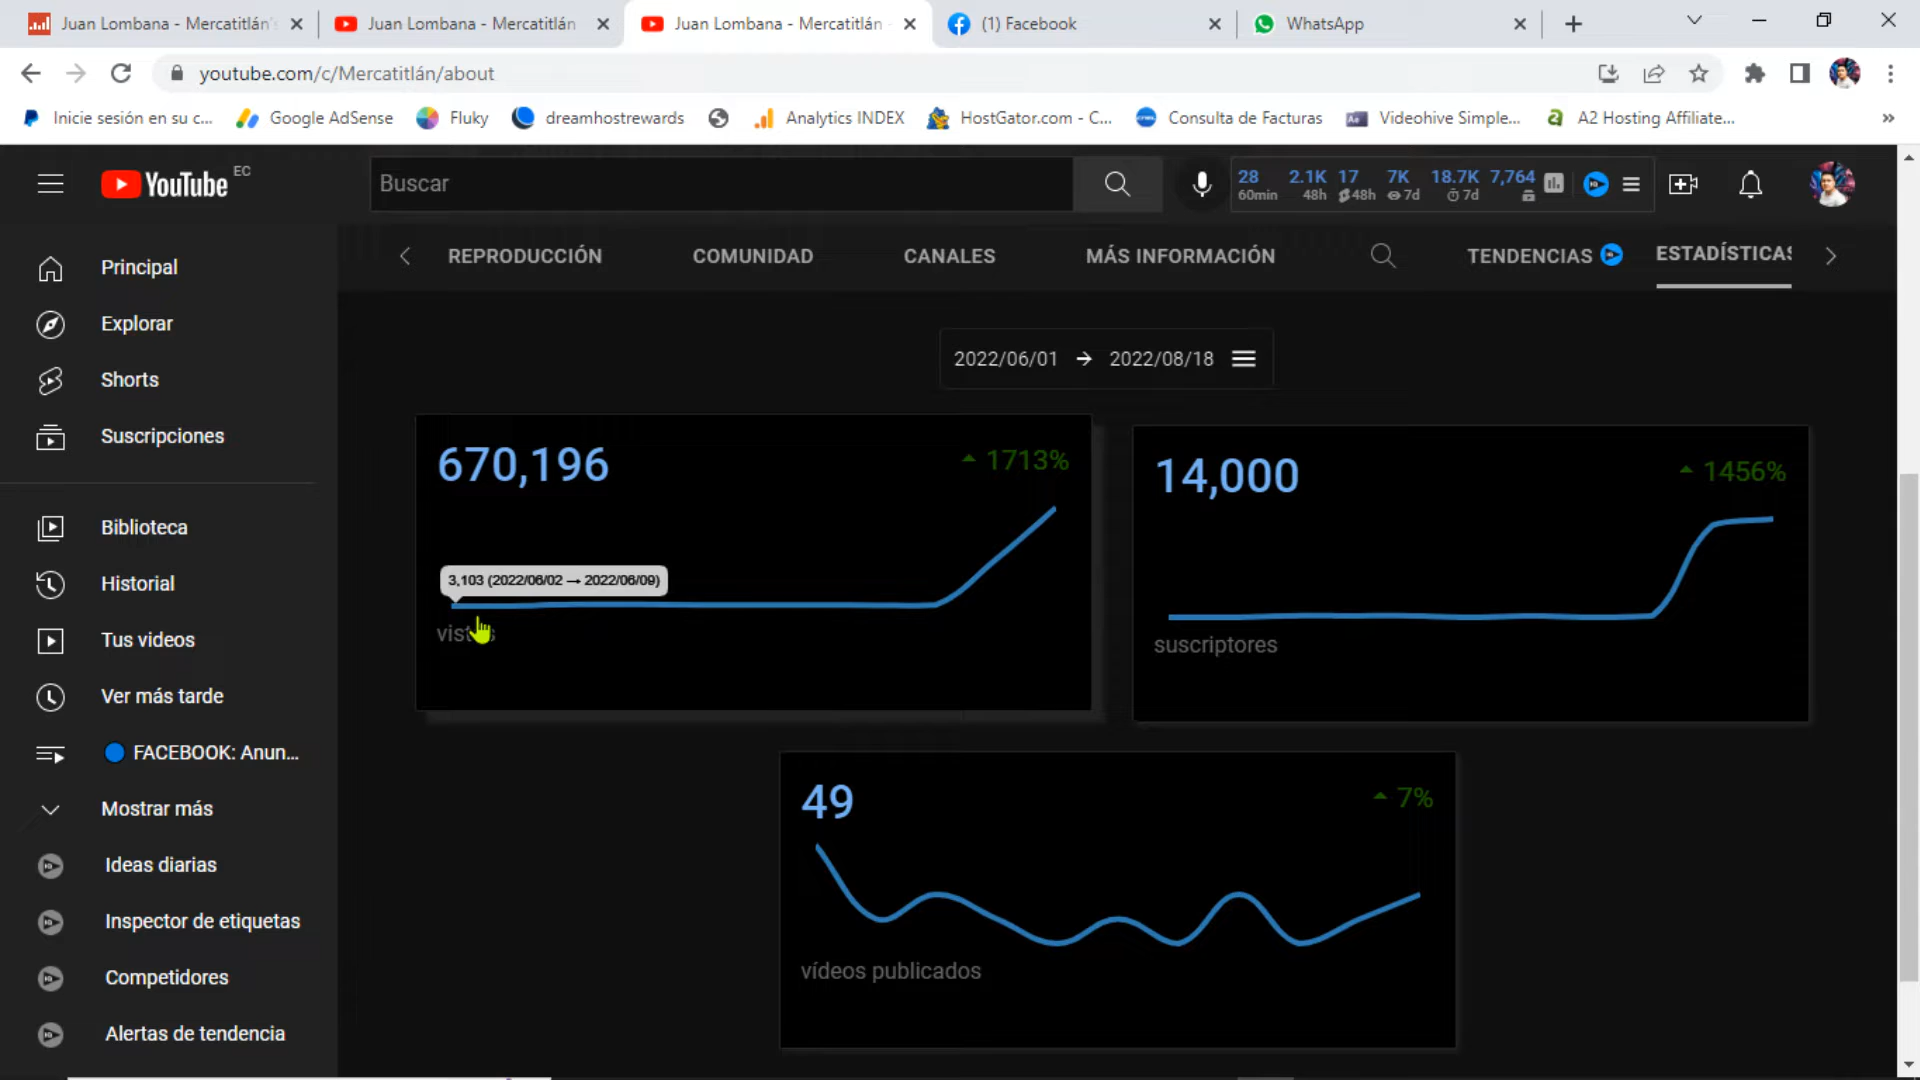 Juan Lombana - Mercatitlán's
Juan Lombana - Mercatitlán
Juan Lombana - Mercatitlán -
(1) Facebook
WhatsApp
youtube.com/c/Mercatitlán/about
Inicie sesión en su c...
Google AdSense
Fluky
dreamhostrewards
Analytics INDEX
HostGator.com - C...
Consulta de Facturas
Videohive Simple...
A2 Hosting Affiliate...
YouTube EC
Buscar
28 2.1K 17 7K 18.7K 7,764
60min 48h 48h 7d 7d
REPRODUCCIÓN
COMUNIDAD
CANALES
MÁS INFORMACIÓN
TENDENCIAS
ESTADÍSTICAS
Principal
Explorar
Shorts
Suscripciones
Biblioteca
Historial
Tus videos
Ver más tarde
FACEBOOK: Anun...
Mostrar más
Ideas diarias
Inspector de etiquetas
Competidores
Alertas de tendencia
2022/06/01 → 2022/08/18
670,196
1713%
3,103 (2022/06/02 → 2022/06/09)
14,000
1456%
suscriptores
49
7%
vídeos publicados